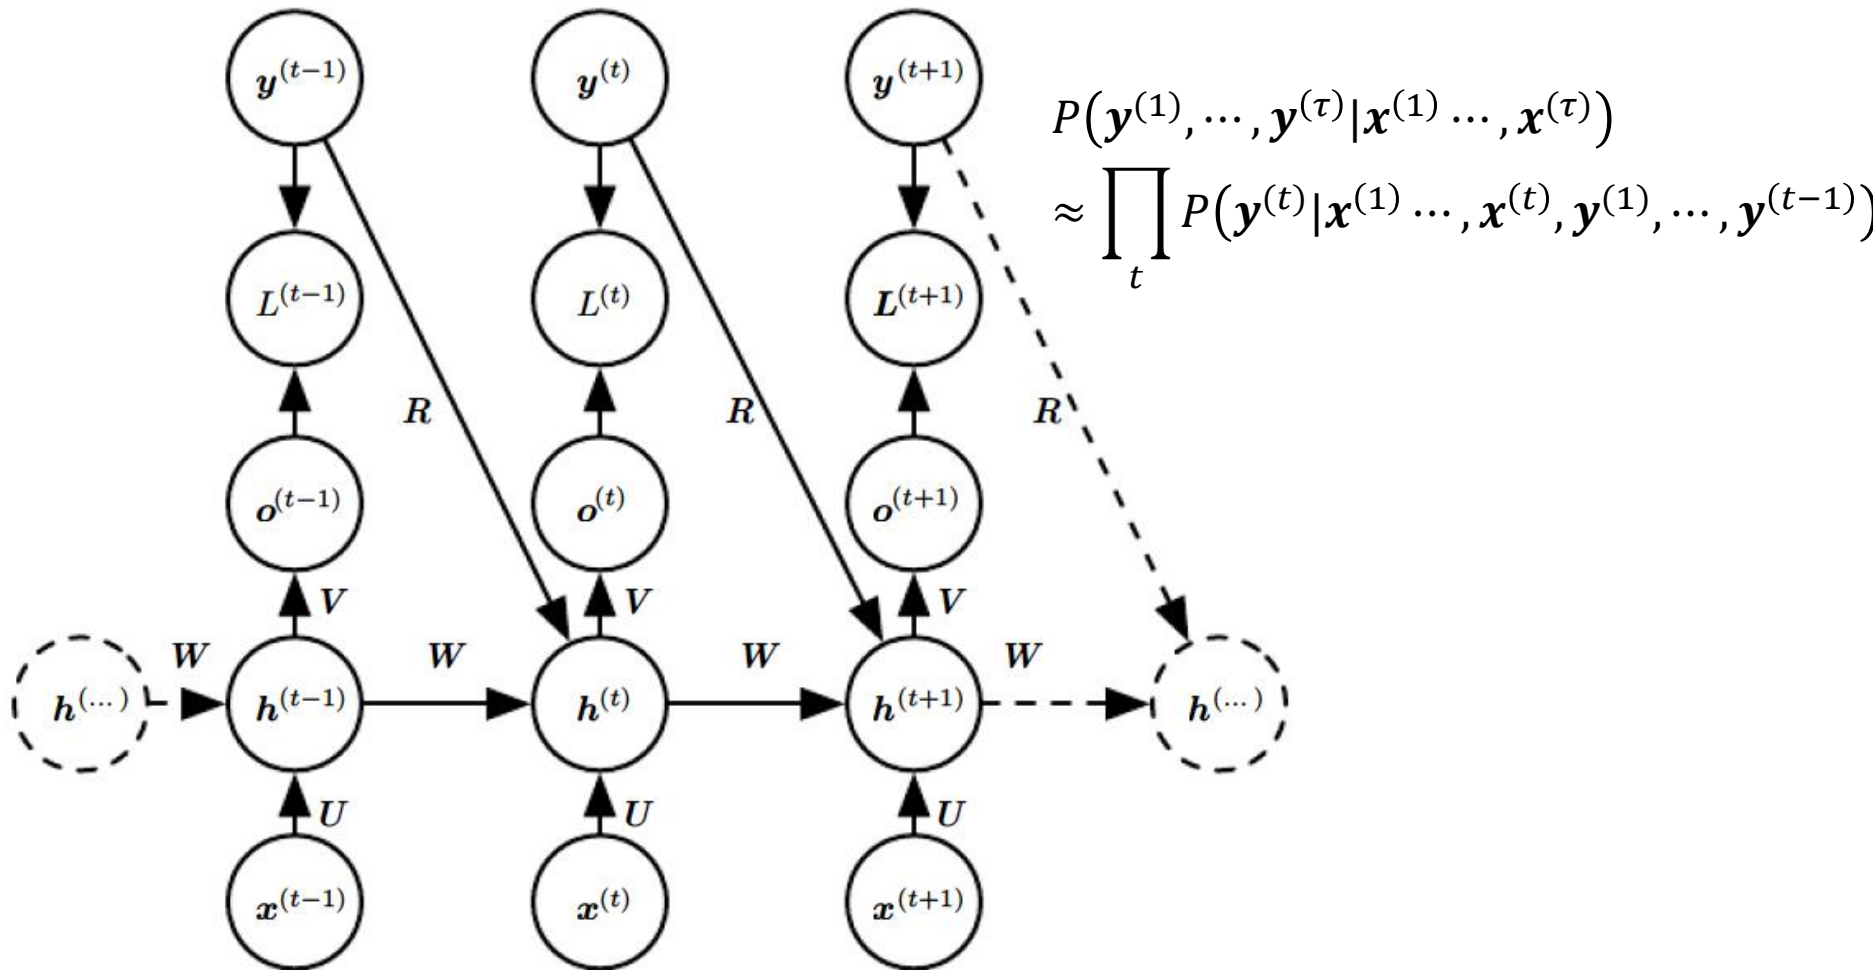 y^(t−1) y^(t) y^(t+1)
P(y^(1), ⋯, y^(τ)|x^(1) ⋯, x^(τ))
≈ ∏_t P(y^(t)|x^(1) ⋯, x^(t), y^(1), ⋯, y^(t−1))
L^(t−1) L^(t) L^(t+1)
R R R
o^(t−1) o^(t) o^(t+1)
V V V
W W W W
h^(...) h^(t−1) h^(t) h^(t+1) h^(...)
U U U
x^(t−1) x^(t) x^(t+1)